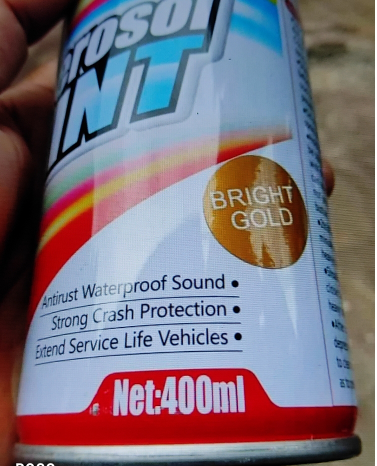 erosol
INT
BRIGHT
GOLD
Antirust Waterproof Sound •
Strong Crash Protection •
Extend Service Life Vehicles •
Net:400ml